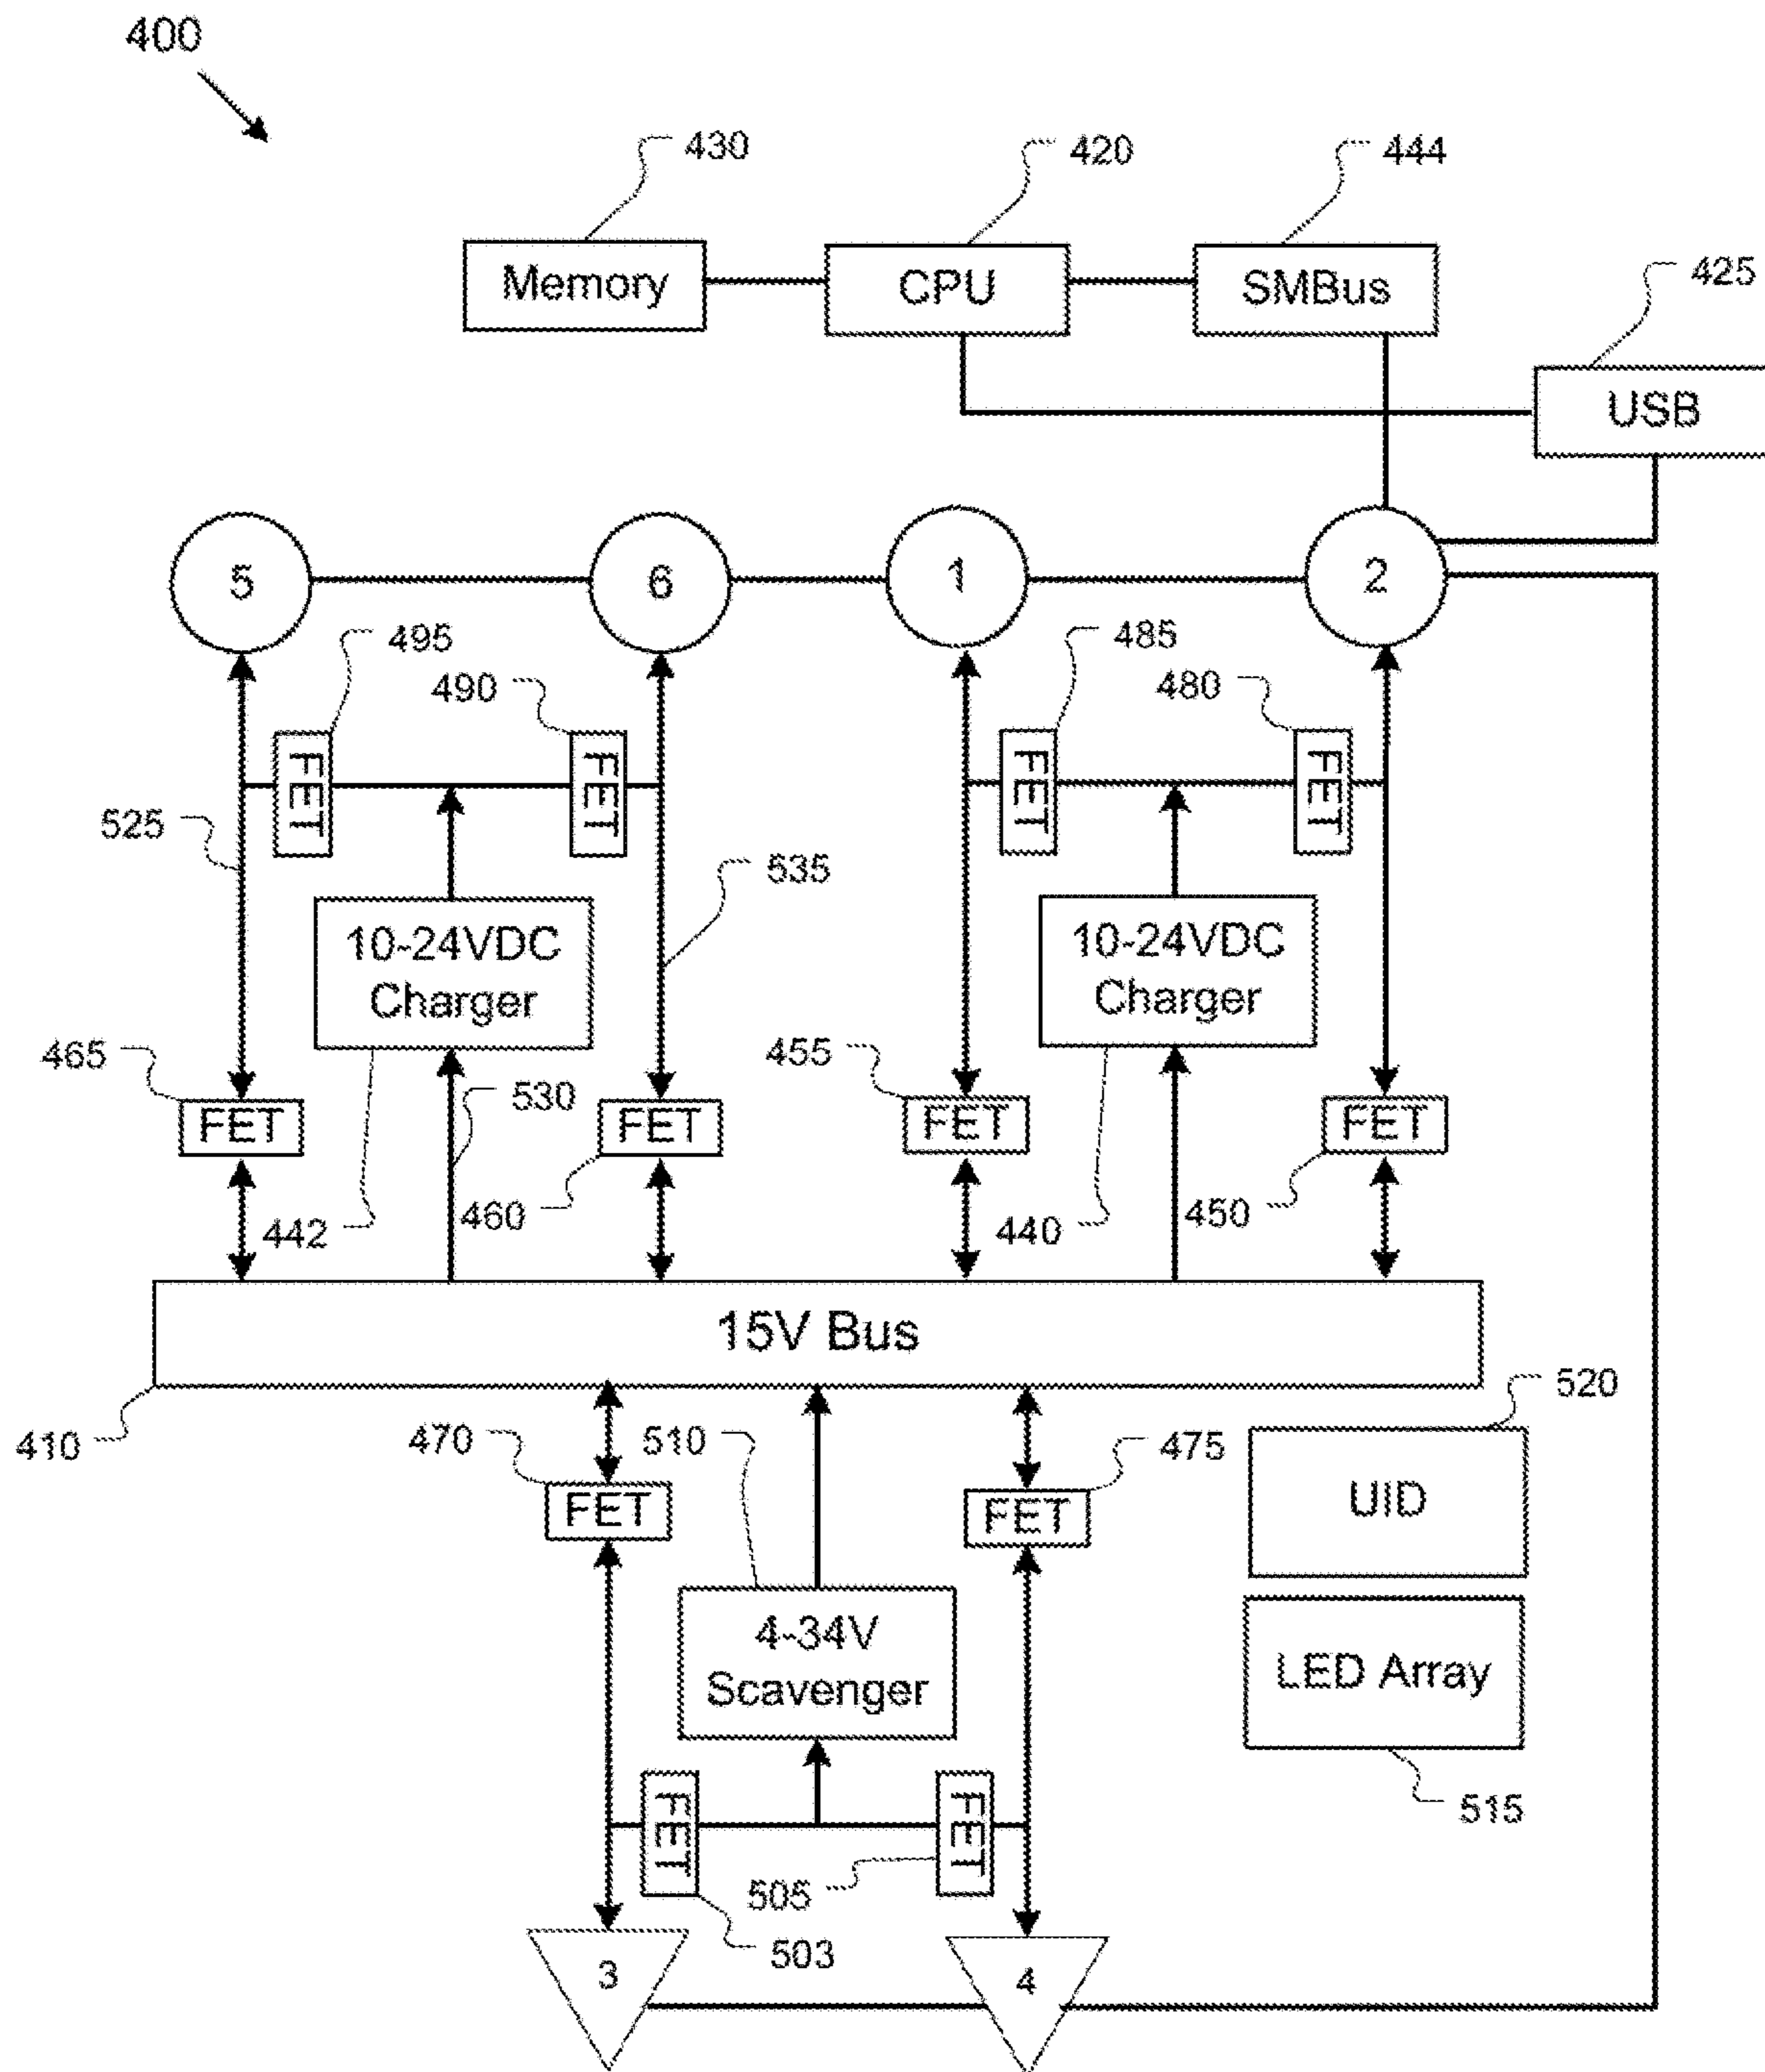 400
430
420
444
Memory
CPU
SMBus
425
USB
5
6
1
2
495
485
490
480
FET
FET
FET
FET
525
535
10-24VDC
Charger
10-24VDC
Charger
465
530
455
FET
FET
FET
FET
442
460
440
450
15V Bus
410
470
510
475
520
FET
FET
UID
4-34V
Scavenger
LED Array
FET
FET
515
505
503
3
4